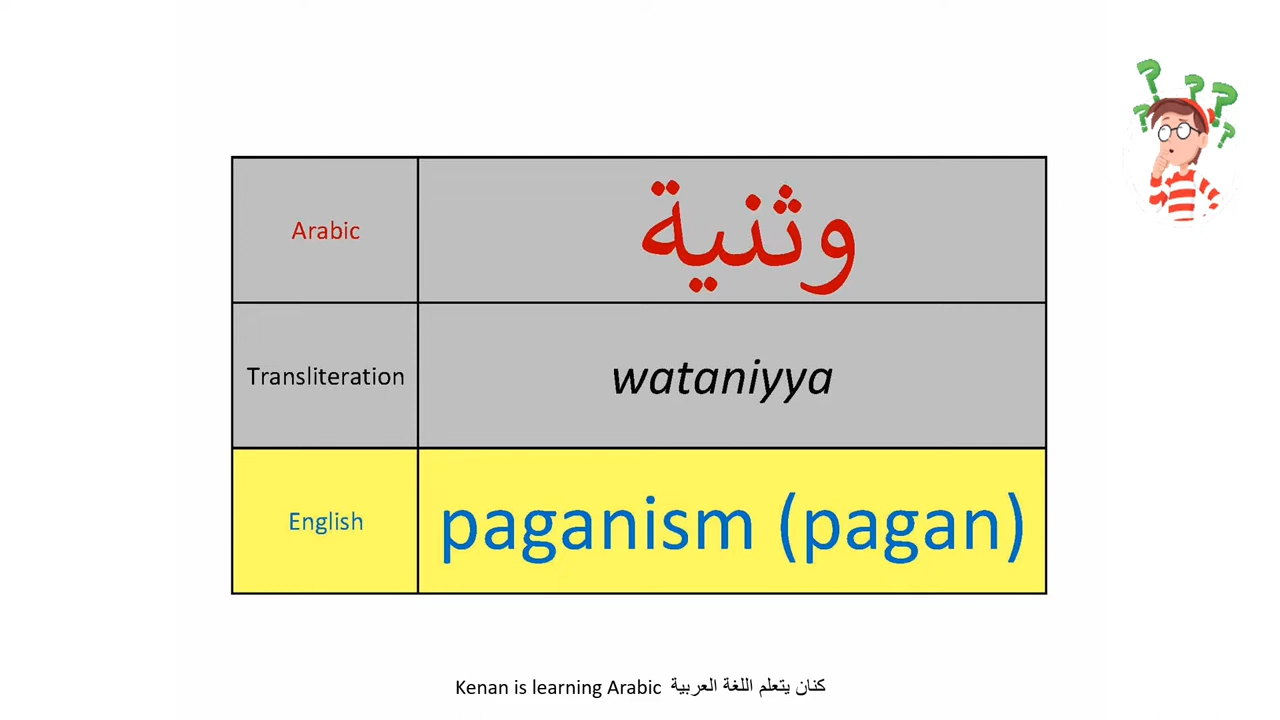 Arabic وثنية
Transliteration wataniyya
English paganism (pagan)
Kenan is learning Arabic كنان يتعلم اللغة العربية